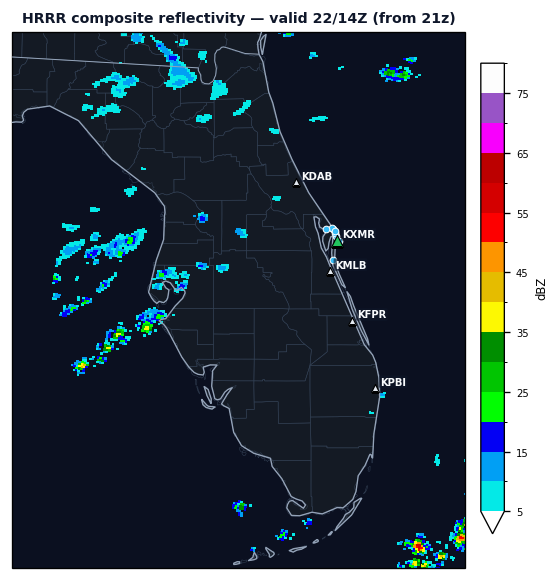 HRRR composite reflectivity — valid 22/14Z (from 21z)
KDAB
KXMR
KMLB
KFPR
KPBI
75
65
55
45
35
25
15
5
dBZ